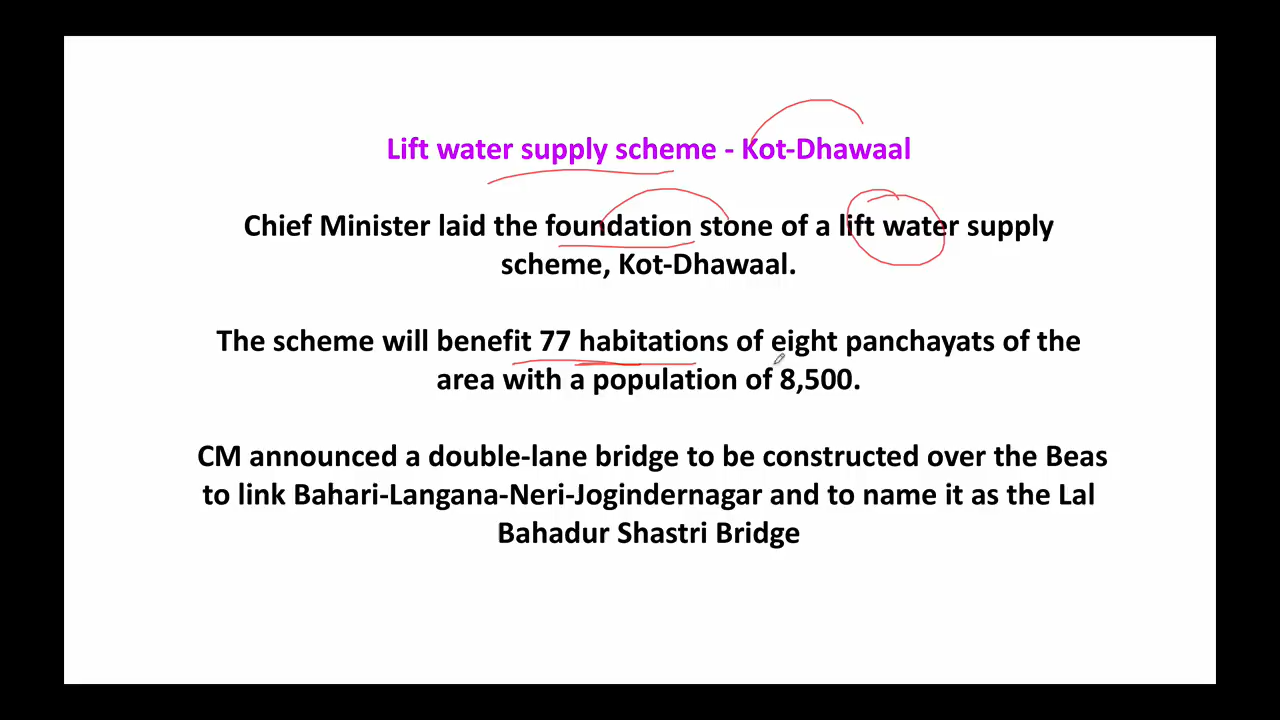 Lift water supply scheme - Kot-Dhawaal
Chief Minister laid the foundation stone of a lift water supply
scheme, Kot-Dhawaal.
The scheme will benefit 77 habitations of eight panchayats of the
area with a population of 8,500.
CM announced a double-lane bridge to be constructed over the Beas
to link Bahari-Langana-Neri-Jogindernagar and to name it as the Lal
Bahadur Shastri Bridge